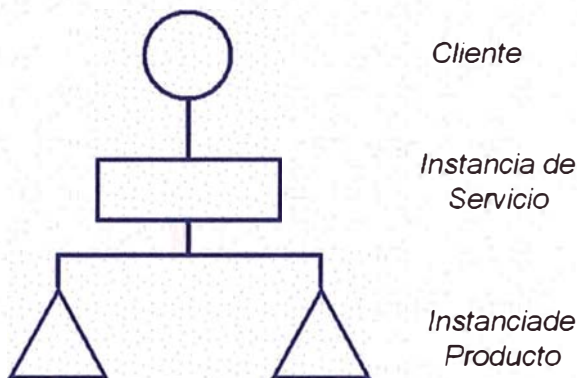 Cliente
Instancia de
Servicio
Instanciade
Producto